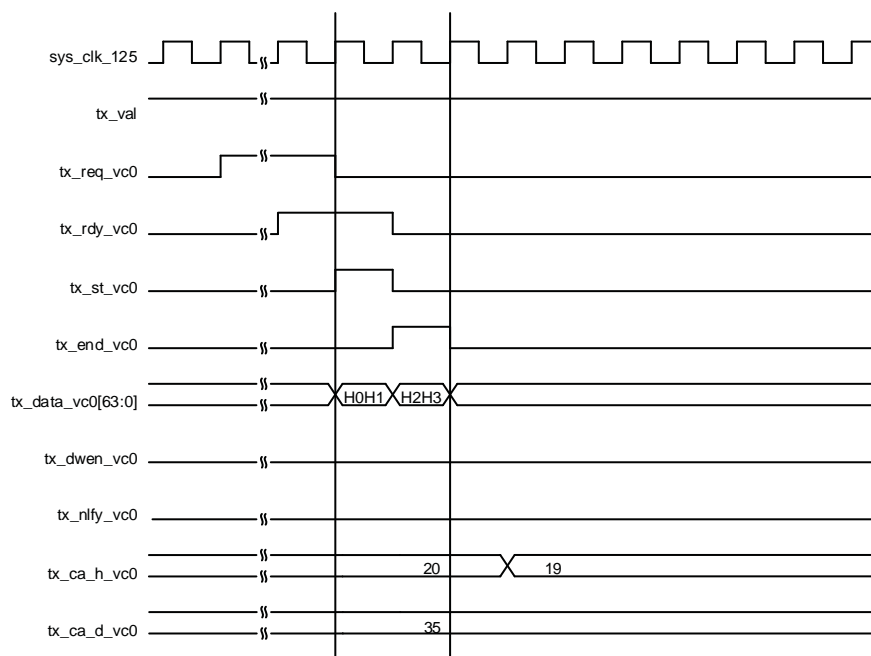 sys_clk_125
tx_val
tx_req_vc0
tx_rdy_vc0
tx_st_vc0
tx_end_vc0
tx_data_vc0[63:0] H0H1 H2H3
tx_dwen_vc0
tx_nlfy_vc0
tx_ca_h_vc0 20 19
tx_ca_d_vc0 35